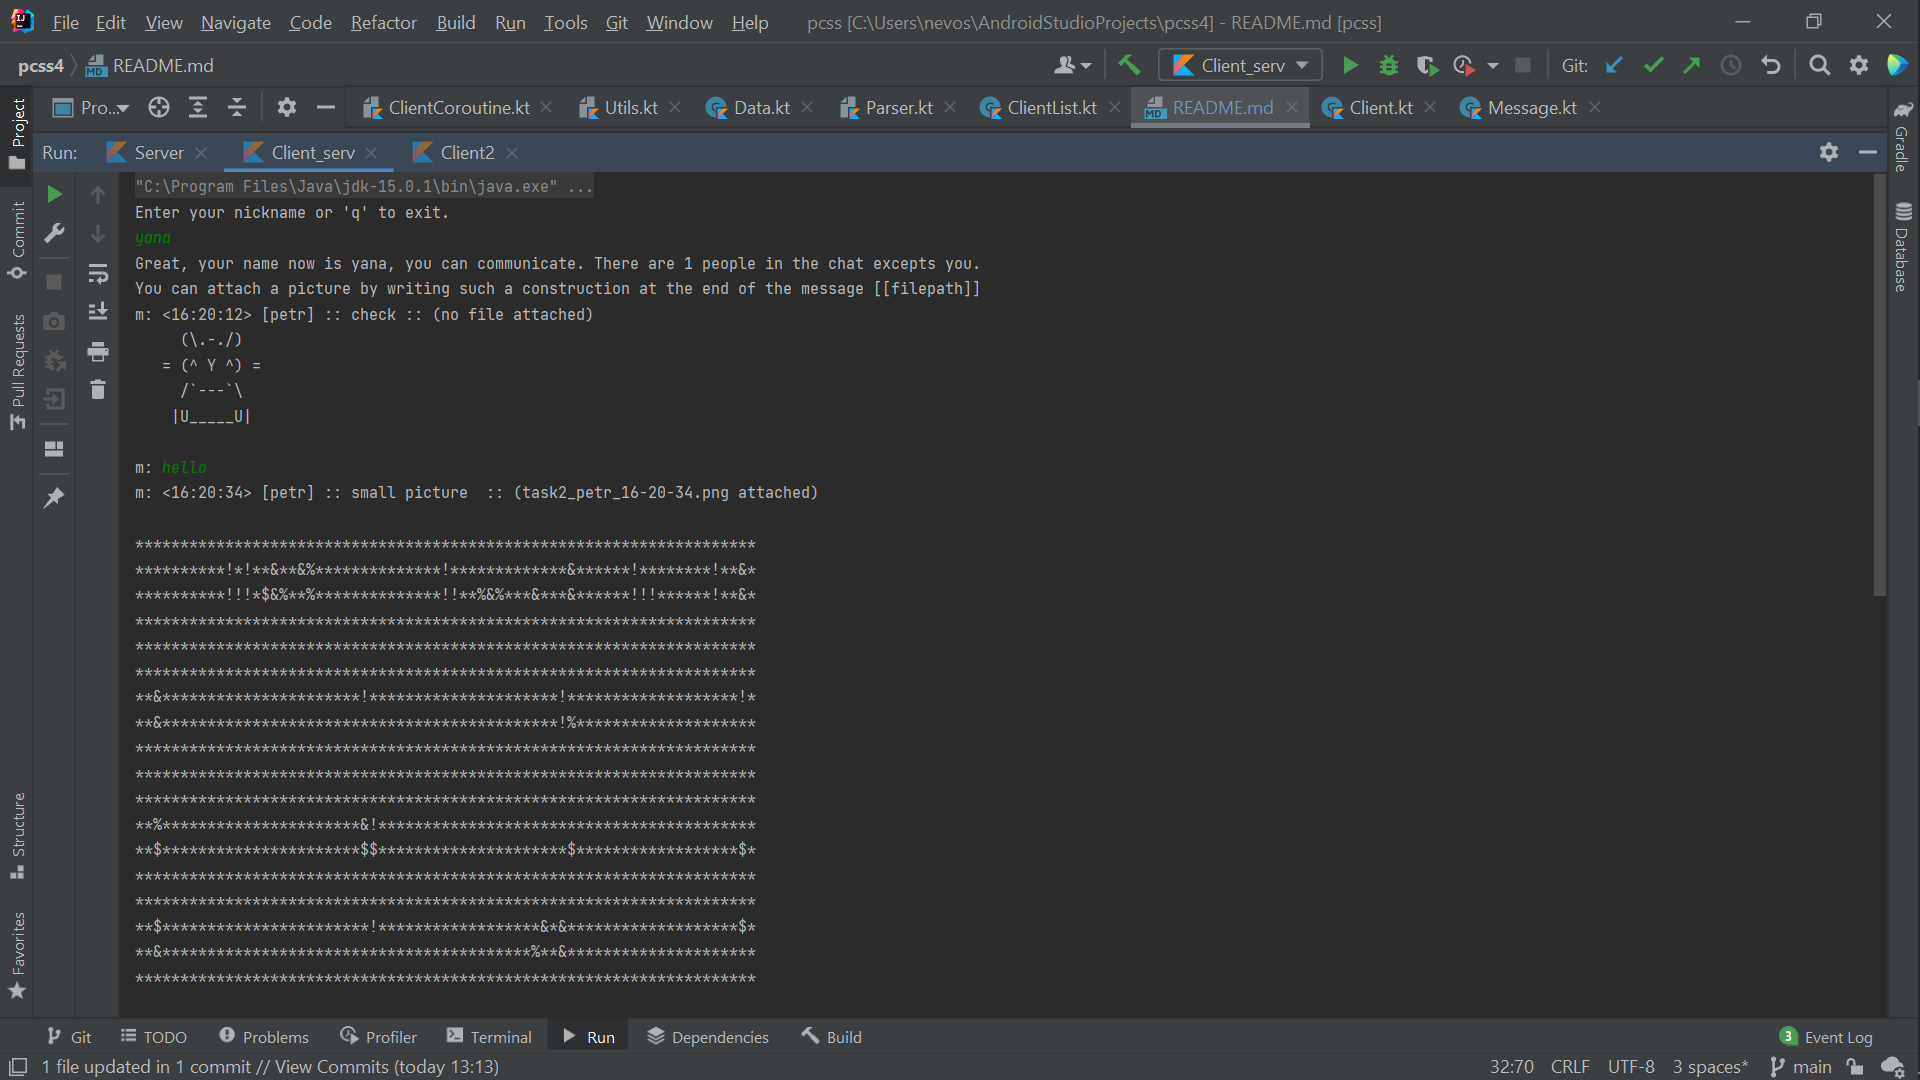 File Edit View Navigate Code Refactor Build Run Tools Git Window Help pcss [C:\Users\nevos\AndroidStudioProjects\pcss4] - README.md [pcss]
pcss4 README.md Client_serv Git:
Pro... ClientCoroutine.kt Utils.kt Data.kt Parser.kt ClientList.kt README.md Client.kt Message.kt
Run: Server Client_serv Client2
"C:\Program Files\Java\jdk-15.0.1\bin\java.exe" ...
Enter your nickname or 'q' to exit.
yana
Great, your name now is yana, you can communicate. There are 1 people in the chat excepts you.
You can attach a picture by writing such a construction at the end of the message [[filepath]]
m: <16:20:12> [petr] :: check :: (no file attached)
     (\.-./)
   = (^ Y ^) =
     /`---`\
    |U_____U|
m: hello
m: <16:20:34> [petr] :: small picture  :: (task2_petr_16-20-34.png attached)
*********************************************************************
**********!*!**&**&%**************!*************&******!********!**&*
**********!!!*$&%**%**************!!**%&%***&***&******!!!******!**&*
*********************************************************************
*********************************************************************
*********************************************************************
**&**********************!*********************!*******************!*
**&********************************************!%********************
*********************************************************************
*********************************************************************
*********************************************************************
**%**********************&!******************************************
**$**********************$$*********************$******************$*
*********************************************************************
*********************************************************************
**$***********************!******************&*&*******************$*
**&*****************************************%**&*********************
*********************************************************************
Project
Commit
Pull Requests
Structure
Favorites
Gradle
Database
Git TODO Problems Profiler Terminal Run Dependencies Build 3 Event Log
1 file updated in 1 commit // View Commits (today 13:13) 32:70 CRLF UTF-8 3 spaces* main